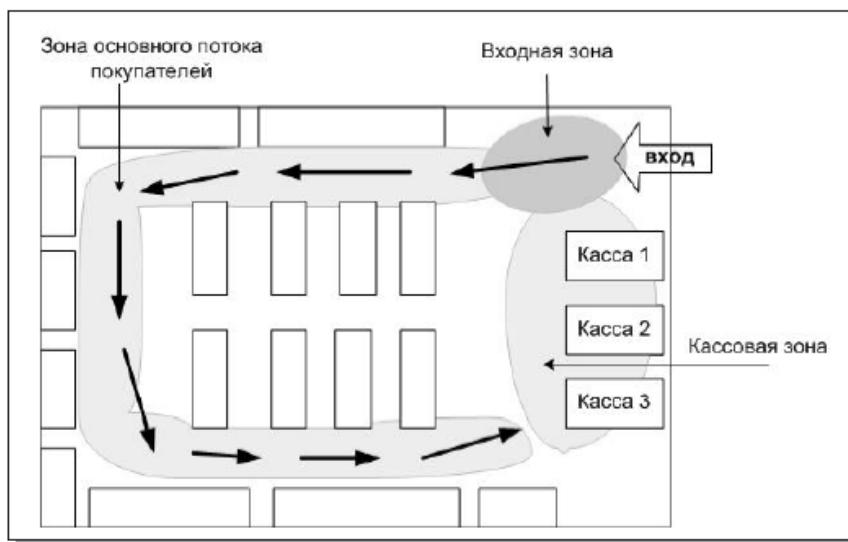 Зона основного потока
покупателей
Входная зона
вход
Касса 1
Касса 2
Кассовая зона
Касса 3